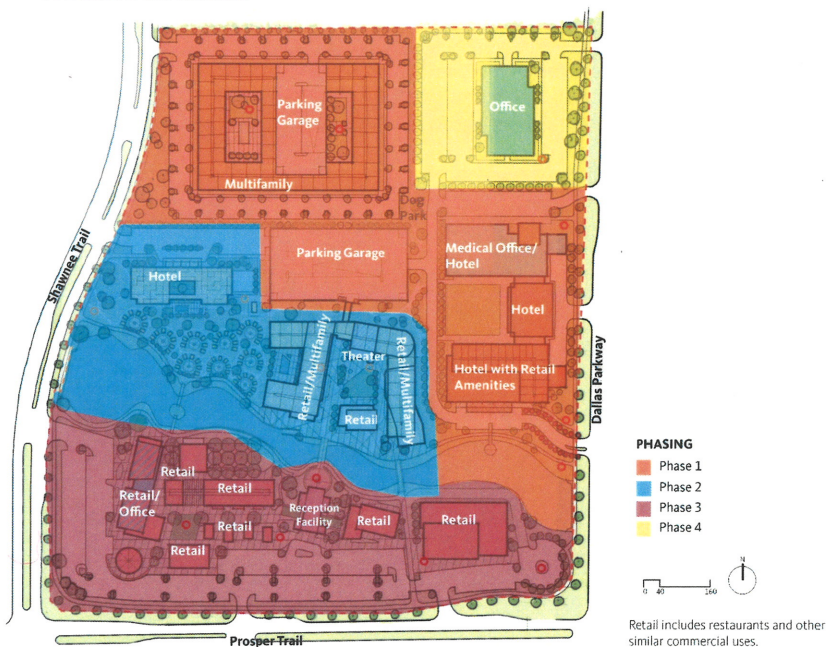 Parking
Garage
Office
Multifamily
Dog
Park
Parking Garage
Medical Office/
Hotel
Hotel
Hotel
Shawnee Trail
Retail/Multifamily
Theater
Retail/Multifamily
Hotel with Retail
Amenities
Dallas Parkway
Retail
Retail
Retail/
Office
Retail
Reception
Facility
Retail
Retail
Retail
Retail
Prosper Trail
PHASING
Phase 1
Phase 2
Phase 3
Phase 4
N
0 40 160
Retail includes restaurants and other
similar commercial uses.